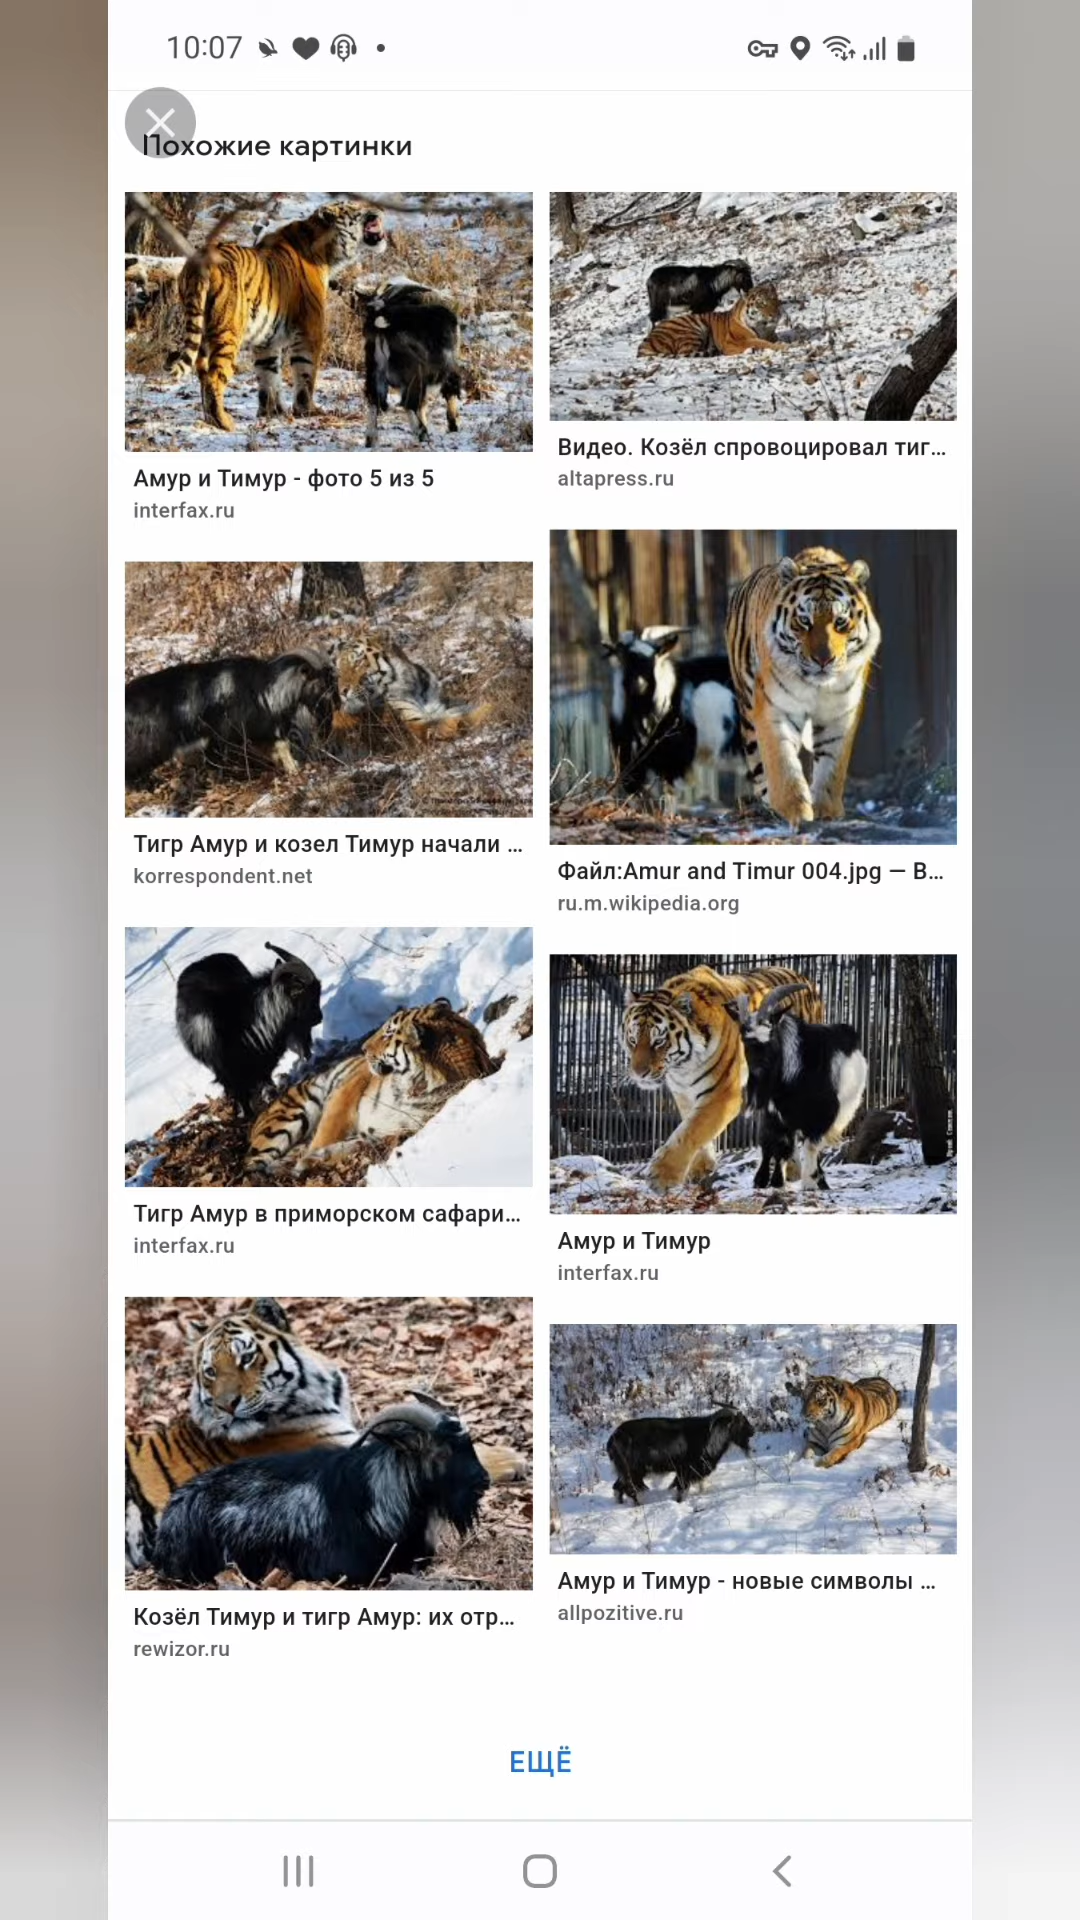 10:07
Похожие картинки
Амур и Тимур - фото 5 из 5
interfax.ru
Видео. Козёл спровоцировал тиг...
altapress.ru
Тигр Амур и козел Тимур начали ...
korrespondent.net
Файл:Amur and Timur 004.jpg — В...
ru.m.wikipedia.org
Тигр Амур в приморском сафари...
interfax.ru
Амур и Тимур
interfax.ru
Козёл Тимур и тигр Амур: их отр...
rewizor.ru
Амур и Тимур - новые символы ...
allpozitive.ru
ЕЩЁ